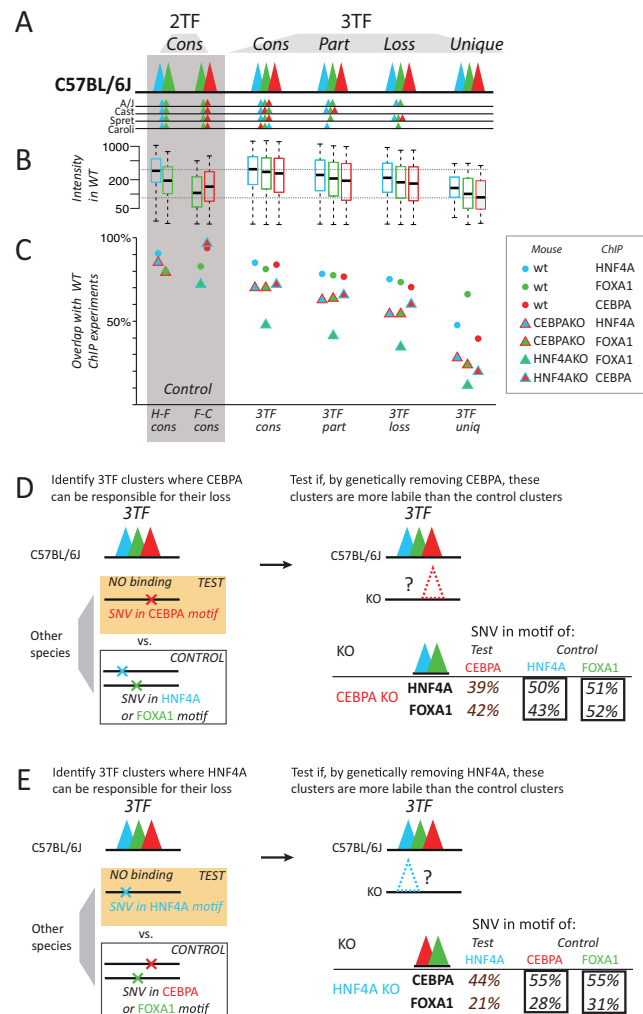 A
2TF
3TF
Cons
Cons
Part
Loss
Unique
C57BL/6J
A/J
Cast
Spret
Caroli
B
Intensity
in WT
1000
200
50
C
Overlap with WT
ChIP experiments
100%
50%
Control
H-F
cons
F-C
cons
3TF
cons
3TF
part
3TF
loss
3TF
uniq
Mouse
ChIP
wt
HNF4A
wt
FOXA1
wt
CEBPA
CEBPAKO
HNF4A
CEBPAKO
FOXA1
HNF4AKO
FOXA1
HNF4AKO
CEBPA
D
Identify 3TF clusters where CEBPA
can be responsible for their loss
Test if, by genetically removing CEBPA, these
clusters are more labile than the control clusters
3TF
3TF
C57BL/6J
C57BL/6J
NO binding
TEST
SNV in CEBPA motif
?
KO
Other
species
vs.
CONTROL
SNV in HNF4A
or FOXA1 motif
SNV in motif of:
KO
Test
Control
CEBPA
HNF4A
FOXA1
CEBPA KO
HNF4A
39%
50%
51%
FOXA1
42%
43%
52%
E
Identify 3TF clusters where HNF4A
can be responsible for their loss
Test if, by genetically removing HNF4A, these
clusters are more labile than the control clusters
3TF
3TF
C57BL/6J
C57BL/6J
NO binding
TEST
SNV in HNF4A motif
?
KO
Other
species
vs.
CONTROL
SNV in CEBPA
or FOXA1 motif
SNV in motif of:
KO
Test
Control
HNF4A
CEBPA
FOXA1
HNF4A KO
CEBPA
44%
55%
55%
FOXA1
21%
28%
31%